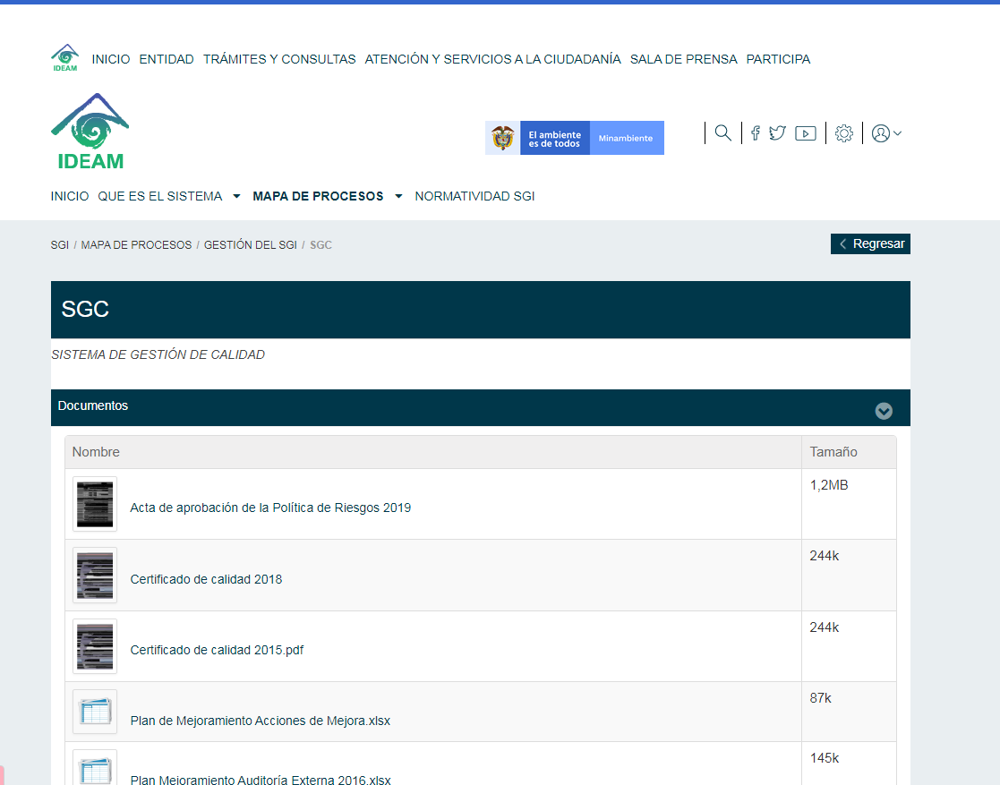 IDEAM
INICIO ENTIDAD TRÁMITES Y CONSULTAS ATENCIÓN Y SERVICIOS A LA CIUDADANÍA SALA DE PRENSA PARTICIPA
IDEAM
El ambiente
es de todos
Minambiente
INICIO QUE ES EL SISTEMA MAPA DE PROCESOS NORMATIVIDAD SGI
SGI / MAPA DE PROCESOS / GESTIÓN DEL SGI / SGC
Regresar
SGC
SISTEMA DE GESTIÓN DE CALIDAD
Documentos
Nombre Tamaño
Acta de aprobación de la Política de Riesgos 2019 1,2MB
Certificado de calidad 2018 244k
Certificado de calidad 2015.pdf 244k
Plan de Mejoramiento Acciones de Mejora.xlsx 87k
Plan Mejoramiento Auditoría Externa 2016.xlsx 145k